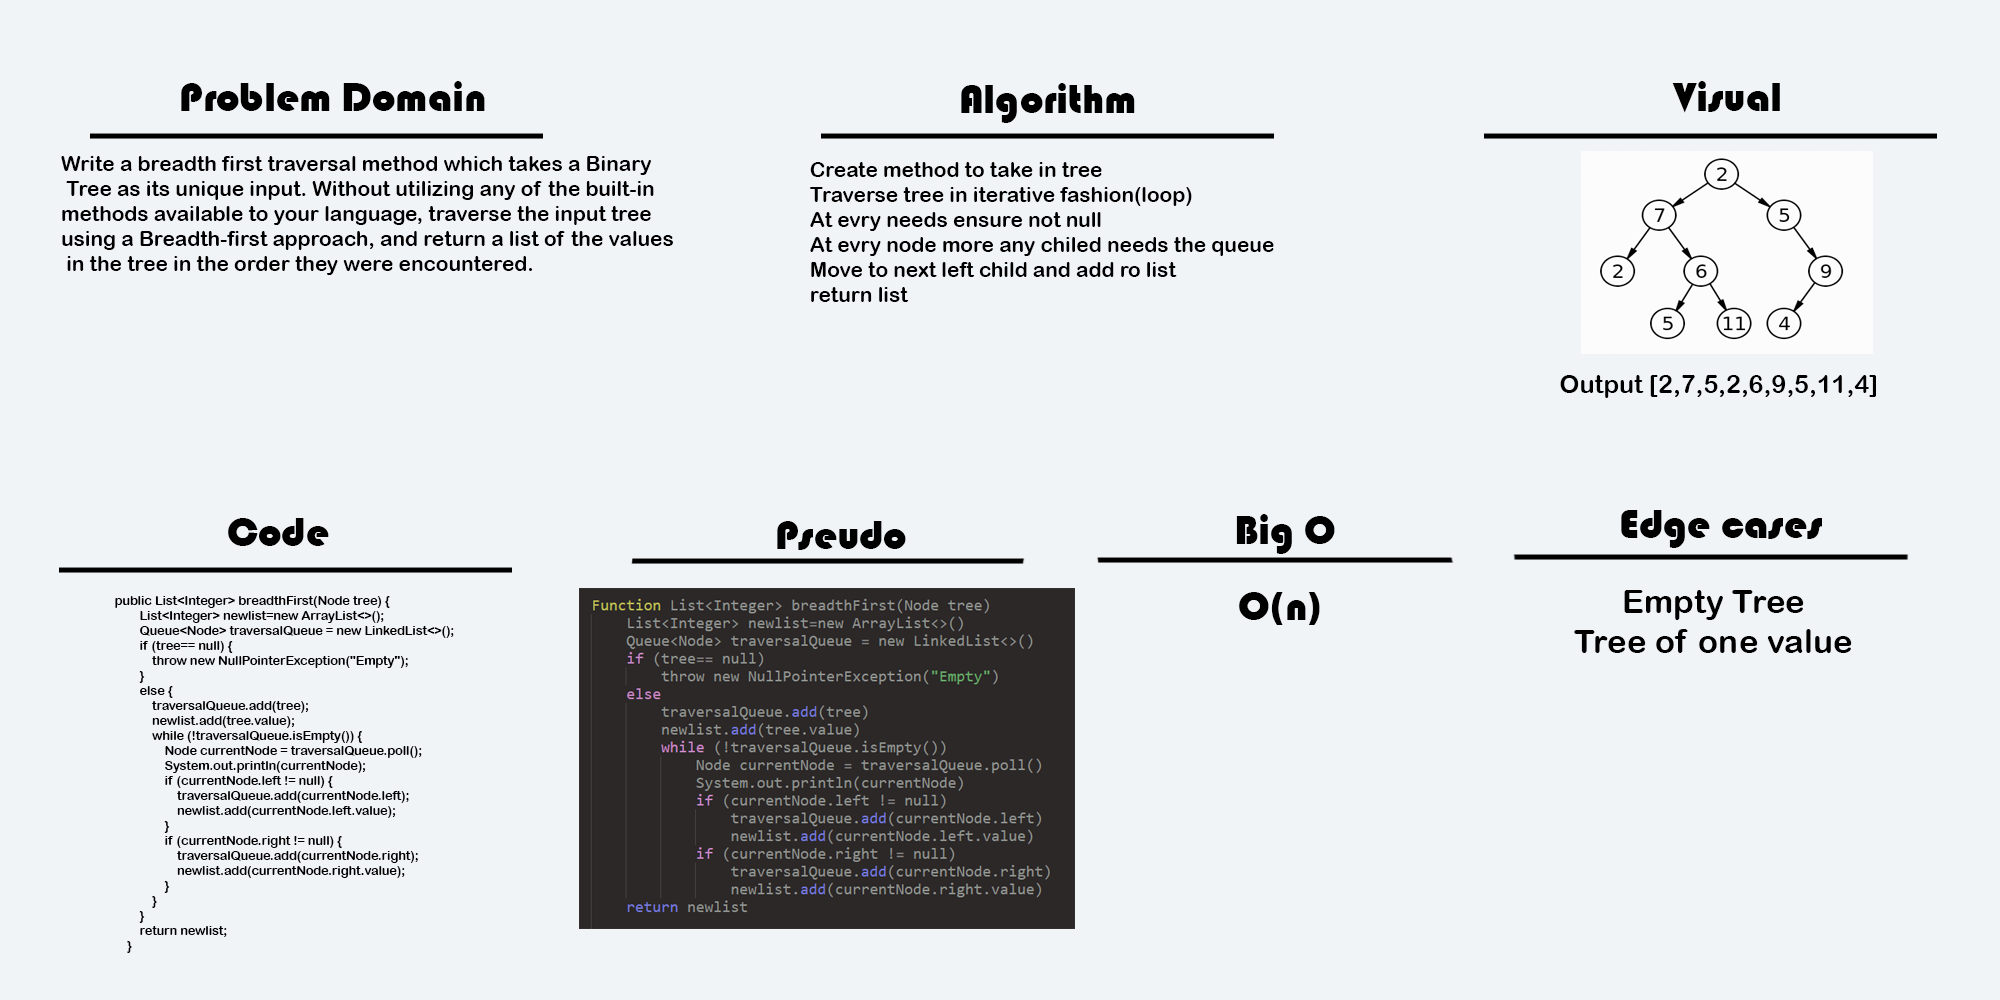 Problem Domain
Write a breadth first traversal method which takes a Binary
Tree as its unique input. Without utilizing any of the built-in
methods available to your language, traverse the input tree
using a Breadth-first approach, and return a list of the values
in the tree in the order they were encountered.
Algorithm
Create method to take in tree
Traverse tree in iterative fashion(loop)
At evry needs ensure not null
At evry node more any chiled needs the queue
Move to next left child and add ro list
return list
Visual
2
7 5
2 6 9
5 11 4
Output [2,7,5,2,6,9,5,11,4]
Code
public List<Integer> breadthFirst(Node tree) {
List<Integer> newlist=new ArrayList<>();
Queue<Node> traversalQueue = new LinkedList<>();
if (tree== null) {
throw new NullPointerException("Empty");
}
else {
traversalQueue.add(tree);
newlist.add(tree.value);
while (!traversalQueue.isEmpty()) {
Node currentNode = traversalQueue.poll();
System.out.println(currentNode);
if (currentNode.left != null) {
traversalQueue.add(currentNode.left);
newlist.add(currentNode.left.value);
}
if (currentNode.right != null) {
traversalQueue.add(currentNode.right);
newlist.add(currentNode.right.value);
}
}
}
return newlist;
}
Pseudo
Function List<Integer> breadthFirst(Node tree)
List<Integer> newlist=new ArrayList<>()
Queue<Node> traversalQueue = new LinkedList<>()
if (tree== null)
throw new NullPointerException("Empty")
else
traversalQueue.add(tree)
newlist.add(tree.value)
while (!traversalQueue.isEmpty())
Node currentNode = traversalQueue.poll()
System.out.println(currentNode)
if (currentNode.left != null)
traversalQueue.add(currentNode.left)
newlist.add(currentNode.left.value)
if (currentNode.right != null)
traversalQueue.add(currentNode.right)
newlist.add(currentNode.right.value)
return newlist
Big O
O(n)
Edge cases
Empty Tree
Tree of one value